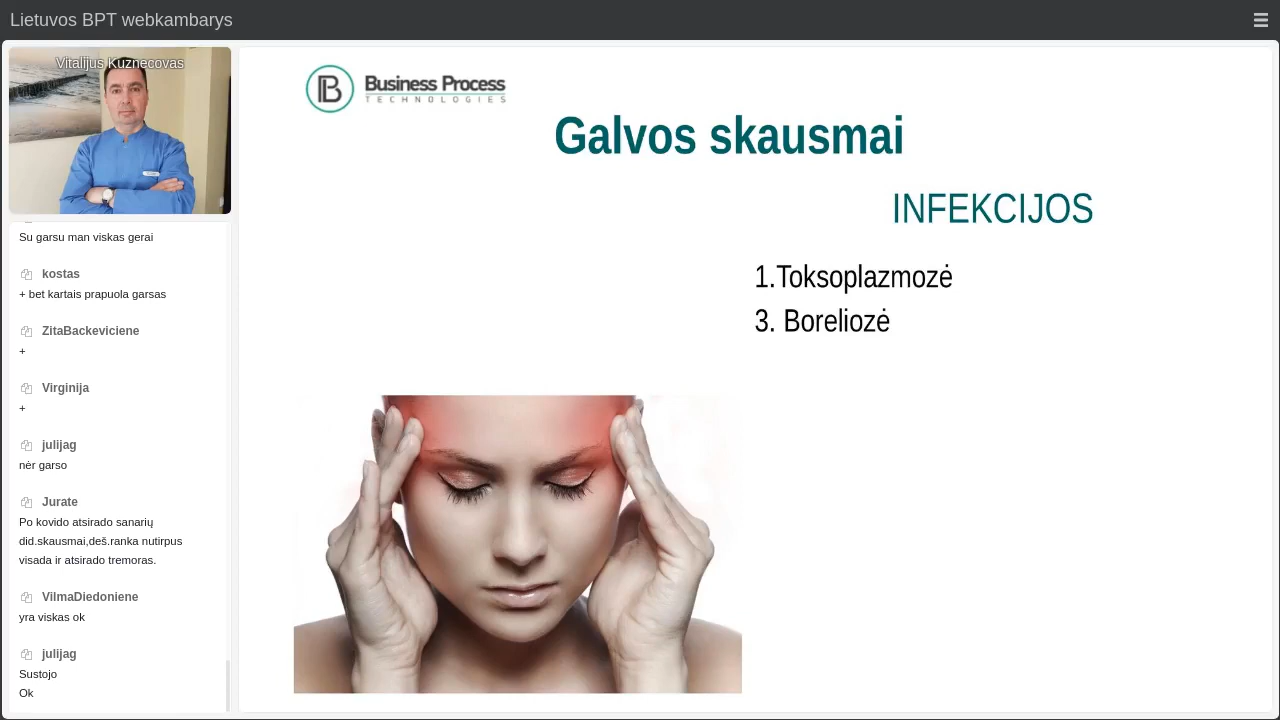 Lietuvos BPT webkambarys
Vitalijus Kuznecovas
Su garsu man viskas gerai
kostas
+ bet kartais prapuola garsas
ZitaBackeviciene
+
Virginija
+
julijag
nėr garso
Jurate
Po kovido atsirado sanarių
did.skausmai,deš.ranka nutirpus
visada ir atsirado tremoras.
VilmaDiedoniene
yra viskas ok
julijag
Sustojo
Ok
B Business Process
TECHNOLOGIES
Galvos skausmai
INFEKCIJOS
1.Toksoplazmozė
3. Boreliozė